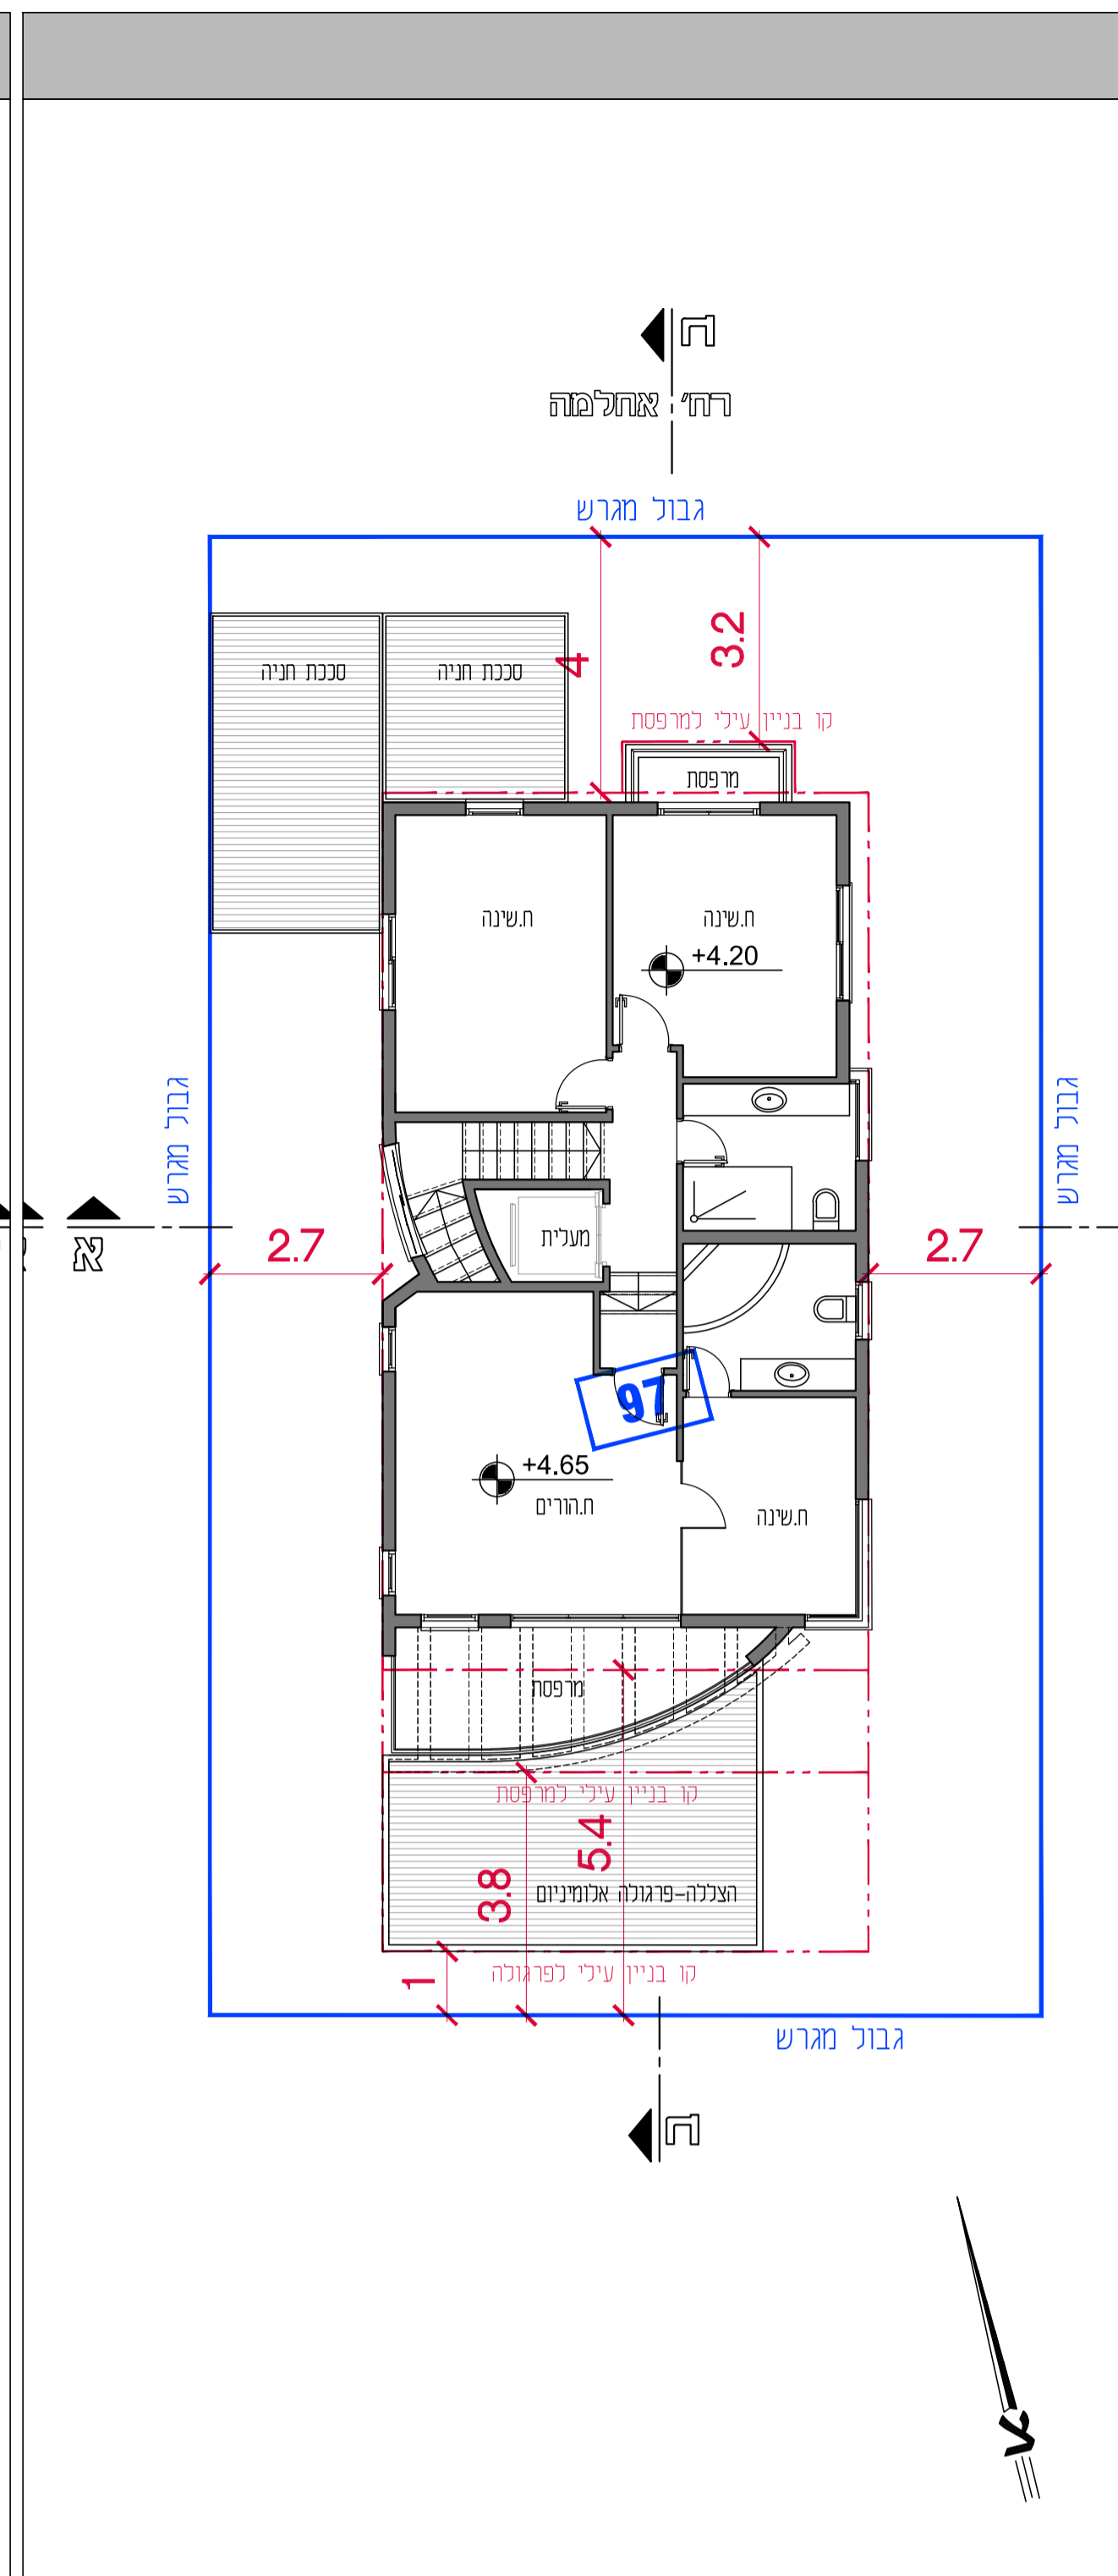 ח
רח' אחלמה
גבול מגרש
4
3.2
סככת חניה
סככת חניה
קו בניין עילי למרפסת
מרפסת
ח.שינה
ח.שינה
+4.20
גבול מגרש
גבול מגרש
מעלית
א
2.7
2.7
97
+4.65
ח.הורים
ח.שינה
מרפסת
קו בניין עילי למרפסת
5.4
3.8
הצללה-פרגולה אלומיניום
קו בניין עילי לפרגולה
1
גבול מגרש
ח